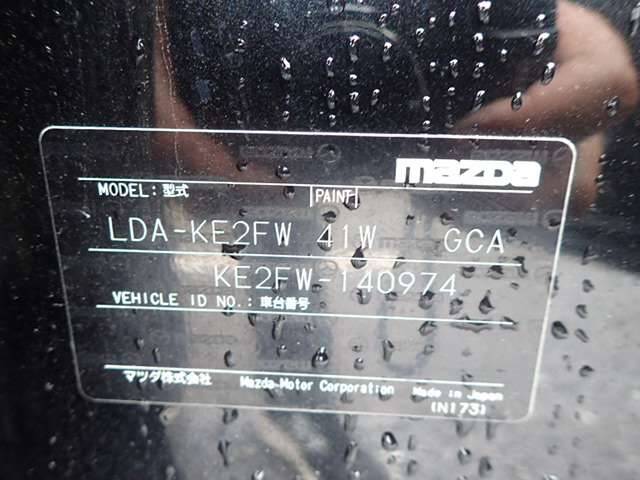 mazda
MODEL: 型式 PAINT
LDA-KE2FW 41W GCA
KE2FW-140974
VEHICLE ID NO.: 車台番号
マツダ株式会社 Mazda Motor Corporation Made in Japan
(N173)